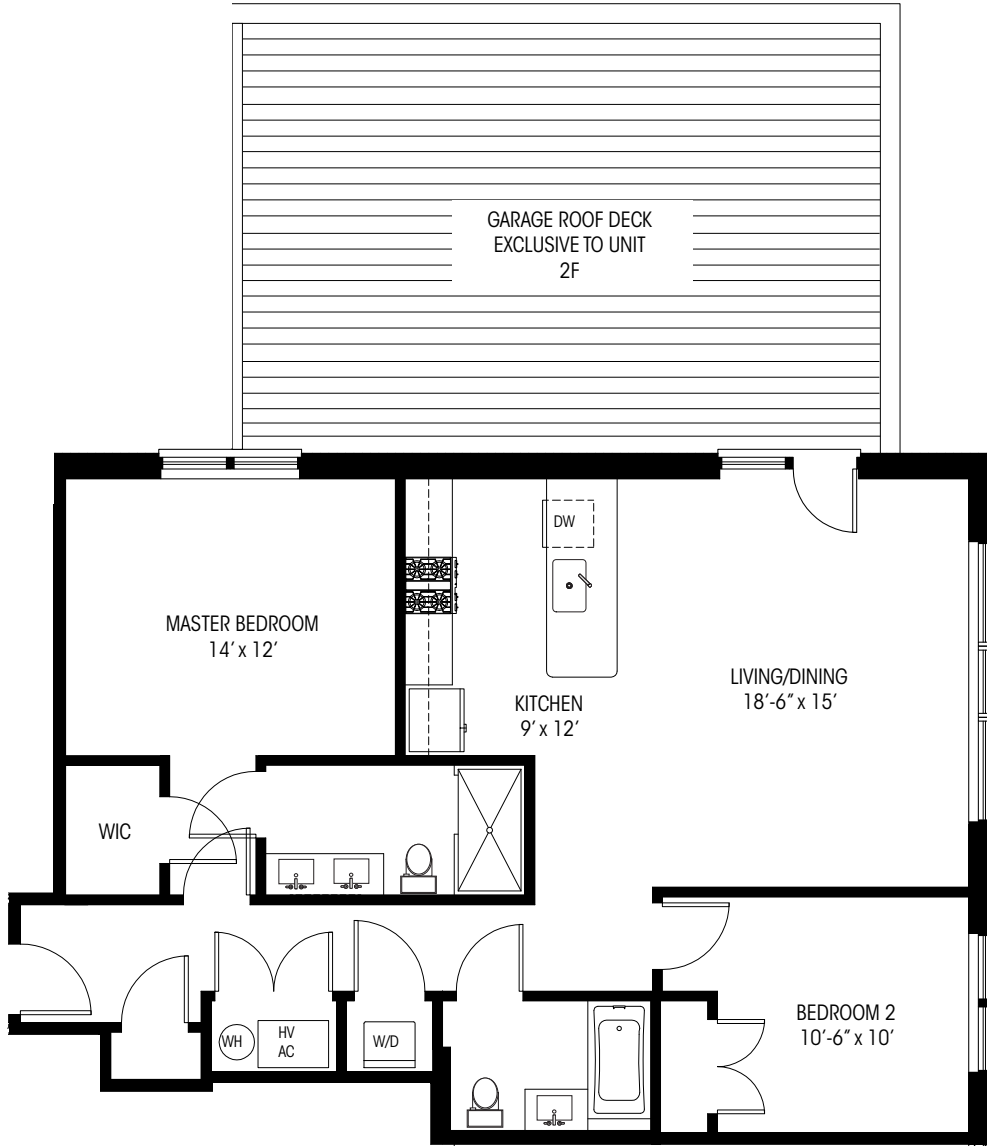 GARAGE ROOF DECK
EXCLUSIVE TO UNIT
2F
DW
MASTER BEDROOM
14' x 12'
LIVING/DINING
18'-6" x 15'
KITCHEN
9' x 12'
WIC
BEDROOM 2
10'-6" x 10'
WH
HV
AC
W/D